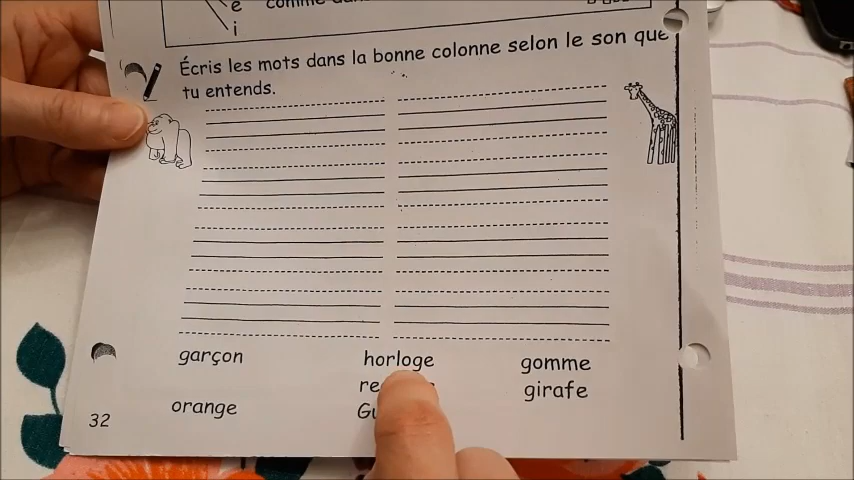 e
i
Écris les mots dans la bonne colonne selon le son que
tu entends.
garçon horloge gomme
girafe
orange
32